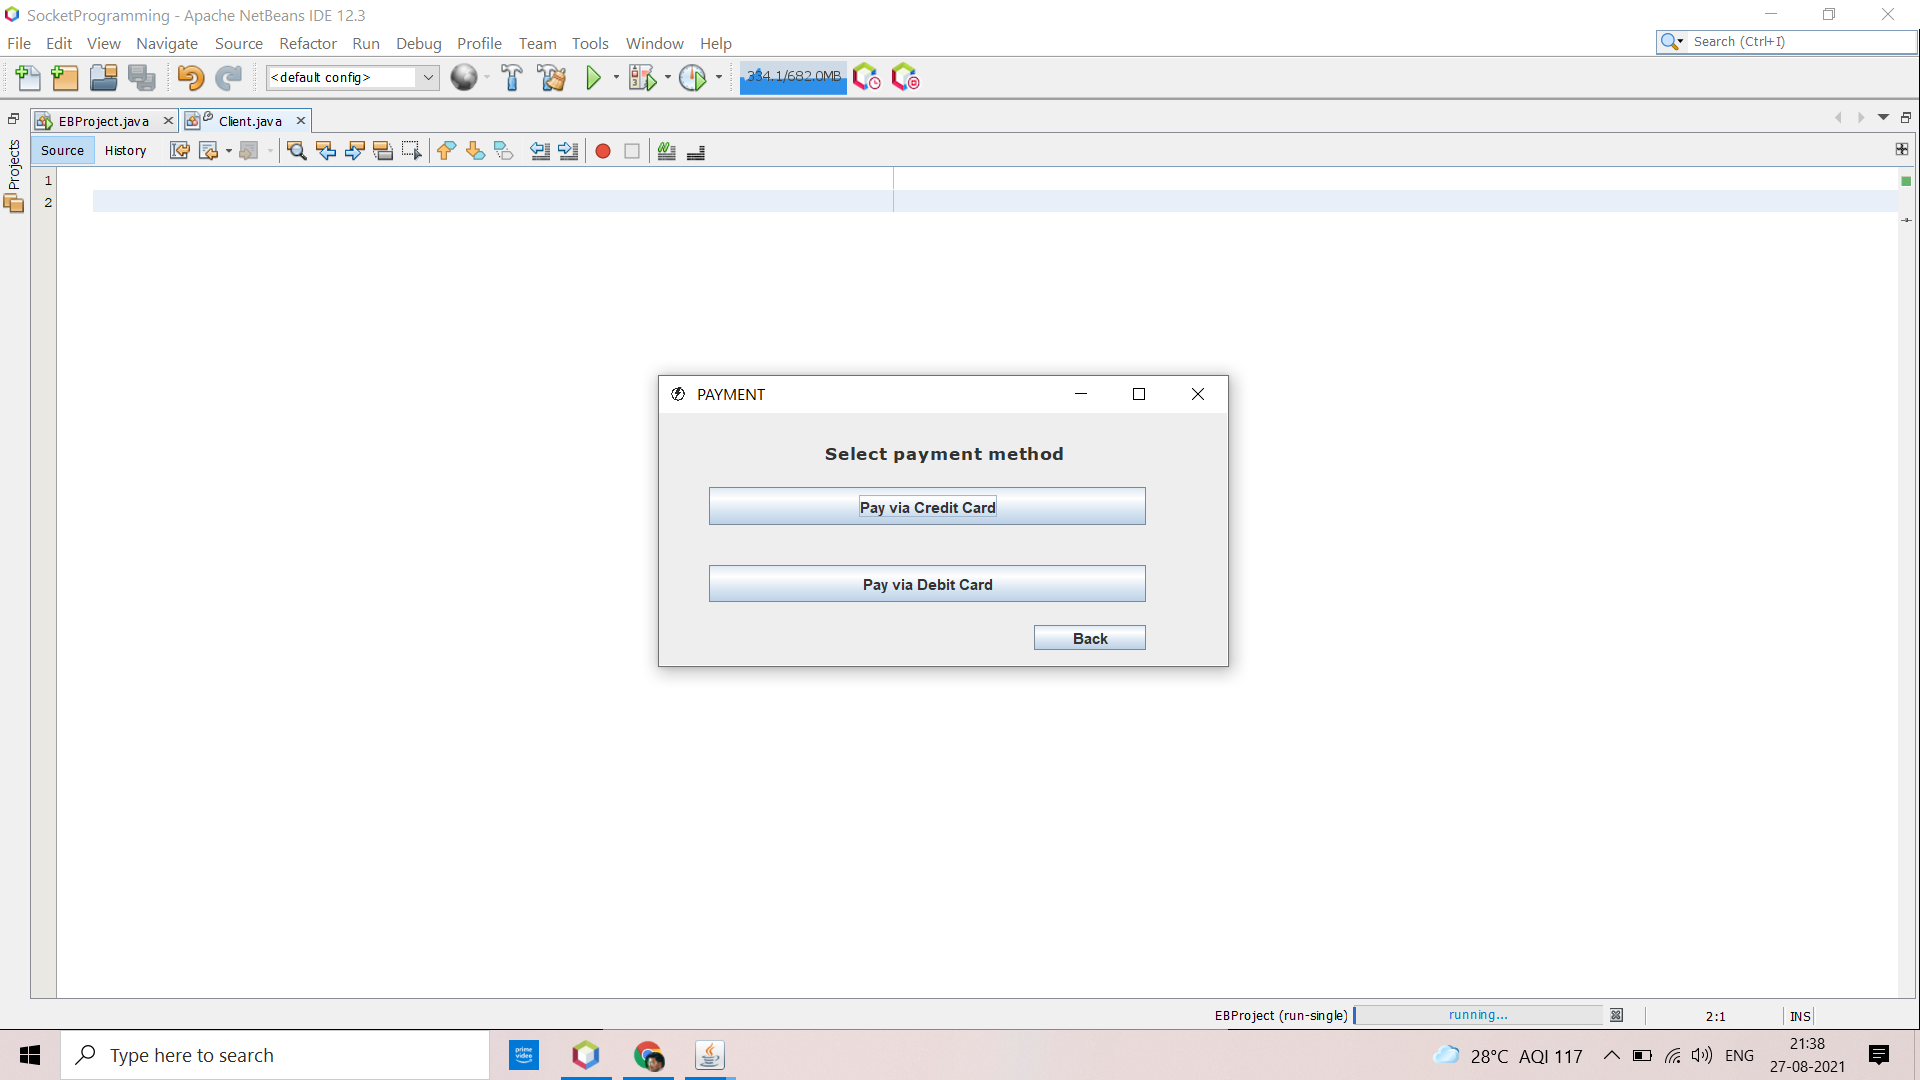 SocketProgramming - Apache NetBeans IDE 12.3
File Edit View Navigate Source Refactor Run Debug Profile Team Tools Window Help
Search (Ctrl+I)
<default config>
334.1/682.0MB
EBProject.java
Client.java
Projects
Source History
1
2
PAYMENT
Select payment method
Pay via Credit Card
Pay via Debit Card
Back
EBProject (run-single) running... 2:1 INS
Type here to search
prime video
28°C AQI 117
ENG
21:38
27-08-2021